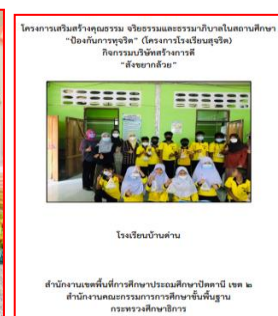 โครงการเสริมสร้างคุณธรรม จริยธรรมและธรรมาภิบาลในสถานศึกษา
“ป้องกันการทุจริต” (โครงการโรงเรียนสุจริต)
กิจกรรมบริษัทสร้างการดี
“สังขยากล้วย”
โรงเรียนบ้านด่าน
สำนักงานเขตพื้นที่การศึกษาประถมศึกษาปัตตานี เขต ๒
สำนักงานคณะกรรมการการศึกษาขั้นพื้นฐาน
กระทรวงศึกษาธิการ